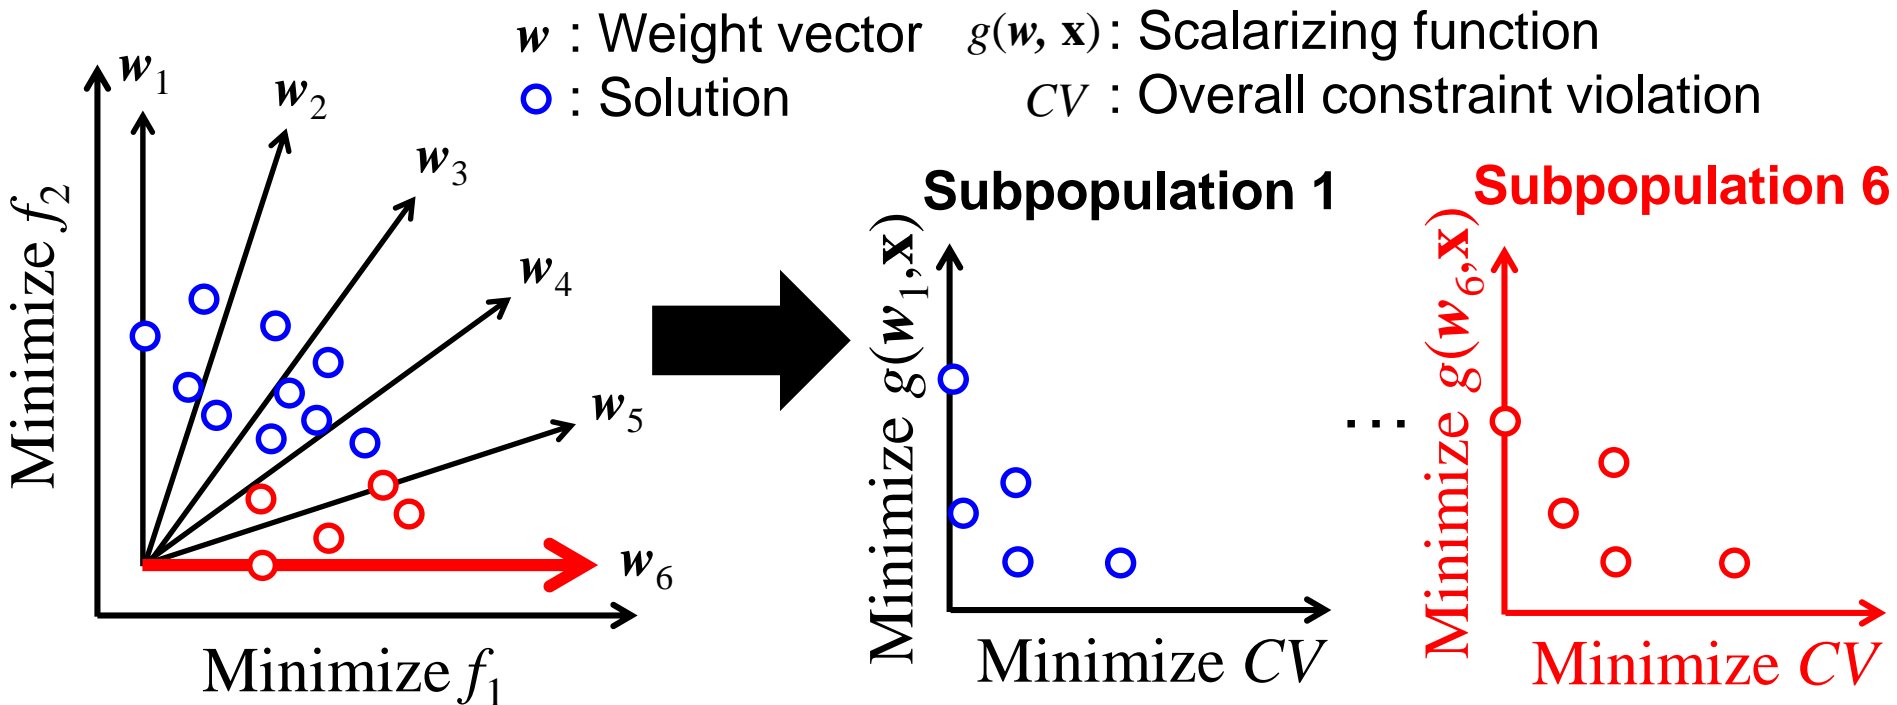 w : Weight vector
g(w, x) : Scalarizing function
: Solution
CV : Overall constraint violation
w1
w2
w3
w4
w5
w6
Minimize f2
Minimize f1
Subpopulation 1
Minimize g(w1,x)
Minimize CV
...
Subpopulation 6
Minimize g(w6,x)
Minimize CV